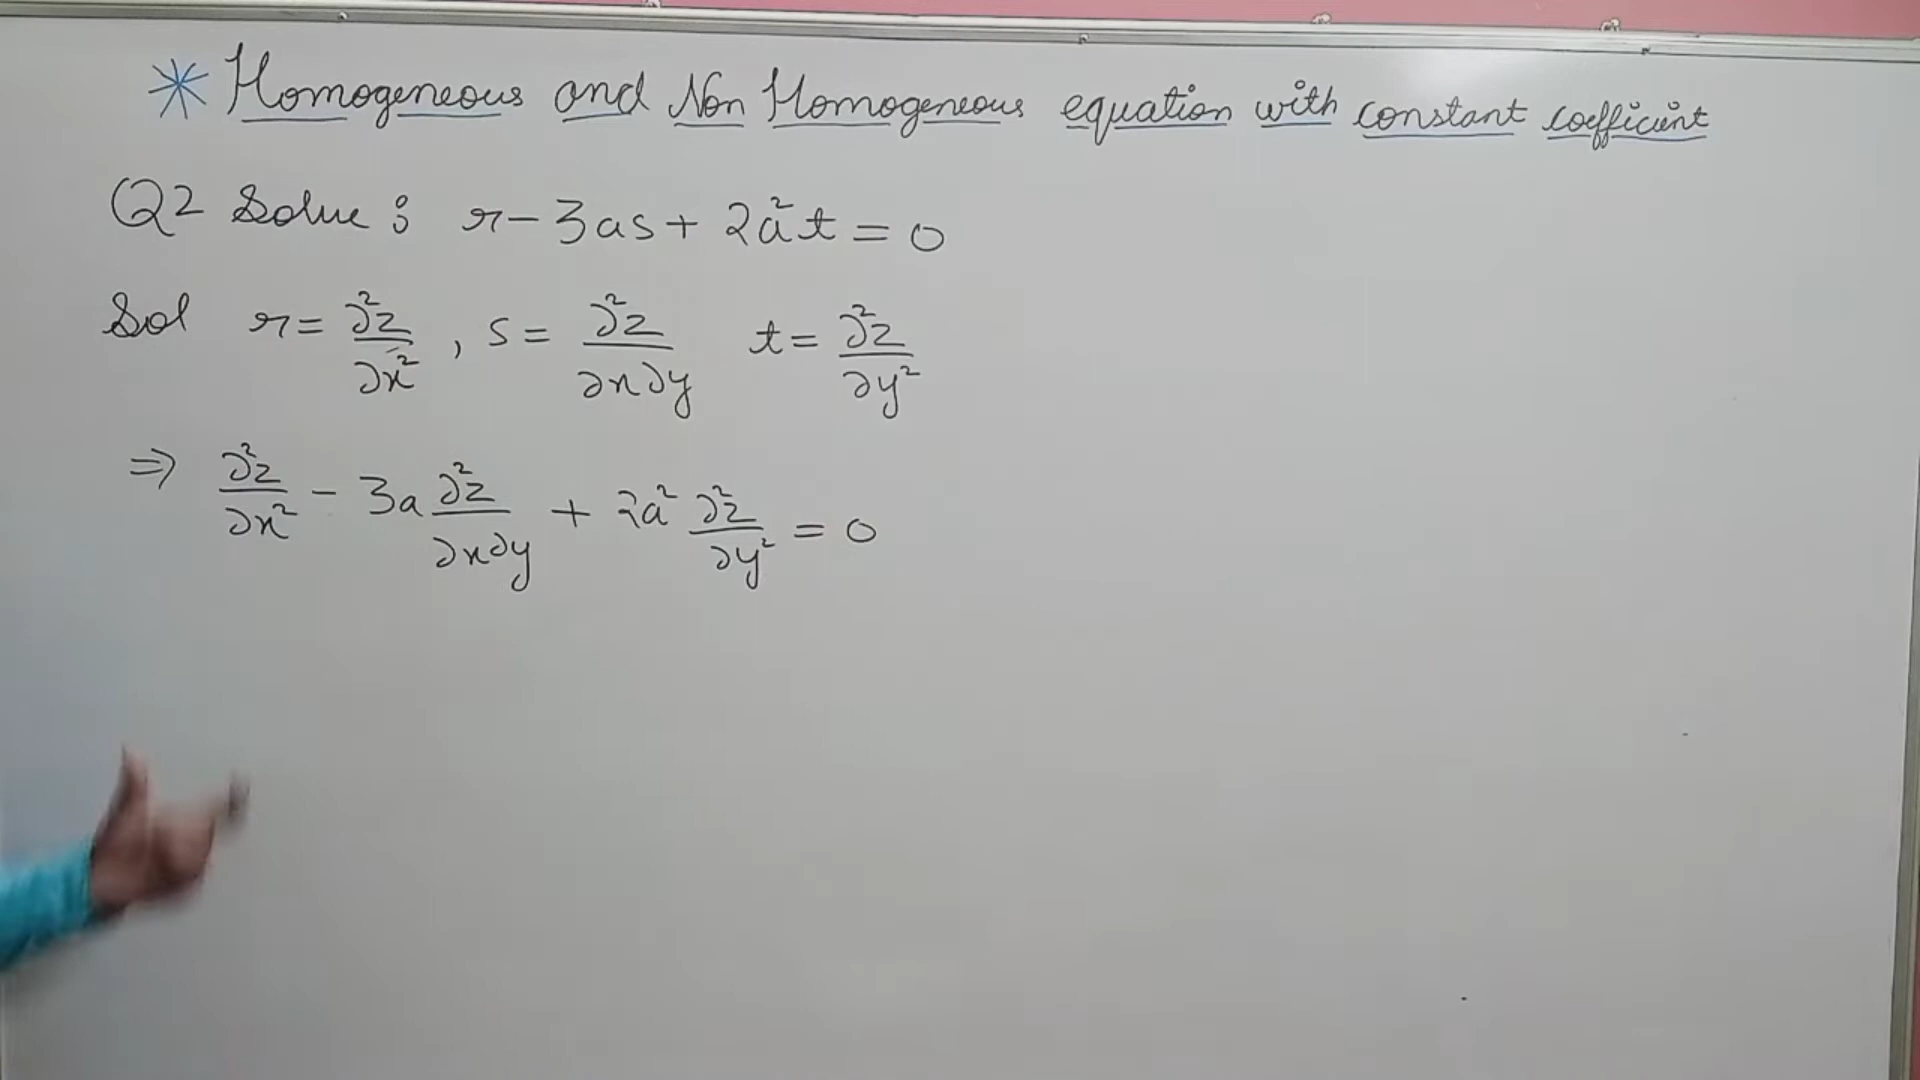 * Homogeneous and Non Homogeneous equation with constant coefficient
Q2 Solve : r - 3as + 2a²t = 0
Sol r = ∂²z/∂x² , s = ∂²z/∂x∂y t = ∂²z/∂y²
⇒ ∂²z/∂x² - 3a ∂²z/∂x∂y + 2a² ∂²z/∂y² = 0